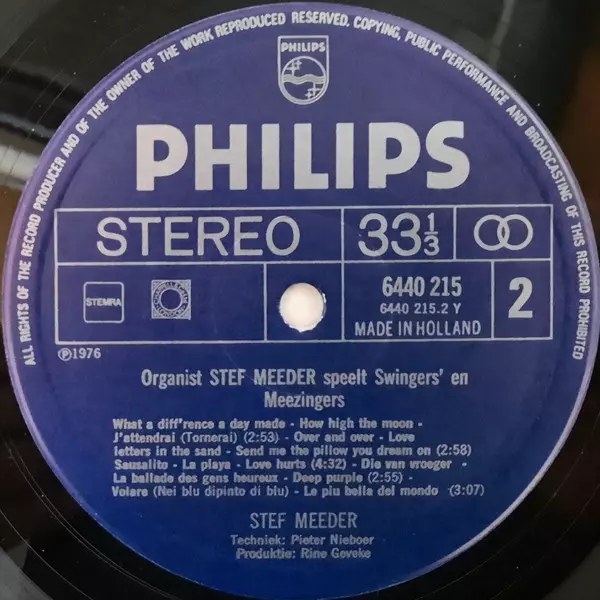 ALL RIGHTS OF THE RECORD PRODUCER AND OF THE OWNER OF THE WORK REPRODUCED RESERVED. COPYING, PUBLIC PERFORMANCE AND BROADCASTING OF THIS RECORD PROHIBITED
PHILIPS
PHILIPS
STEREO 33 1/3
STEMRA
6440 215
6440 215.2 Y
MADE IN HOLLAND
2
℗1976
Organist STEF MEEDER speelt Swingers' en
Meezingers
What a diff'rence a day made - How high the moon -
J'attendrai (Tornerai) (2:53) - Over and over - Love
letters in the sand - Send me the pillow you dream on (2:58)
Sausalito - La playa - Love hurts (4:32) - Die van vroeger -
La ballade des gens heureux - Deep purple (2:55) -
Volare (Nei blu dipinto di blu) - Le piu bella del mondo (3:07)
STEF MEEDER
Techniek: Pieter Nieboer
Produktie: Rine Geveke